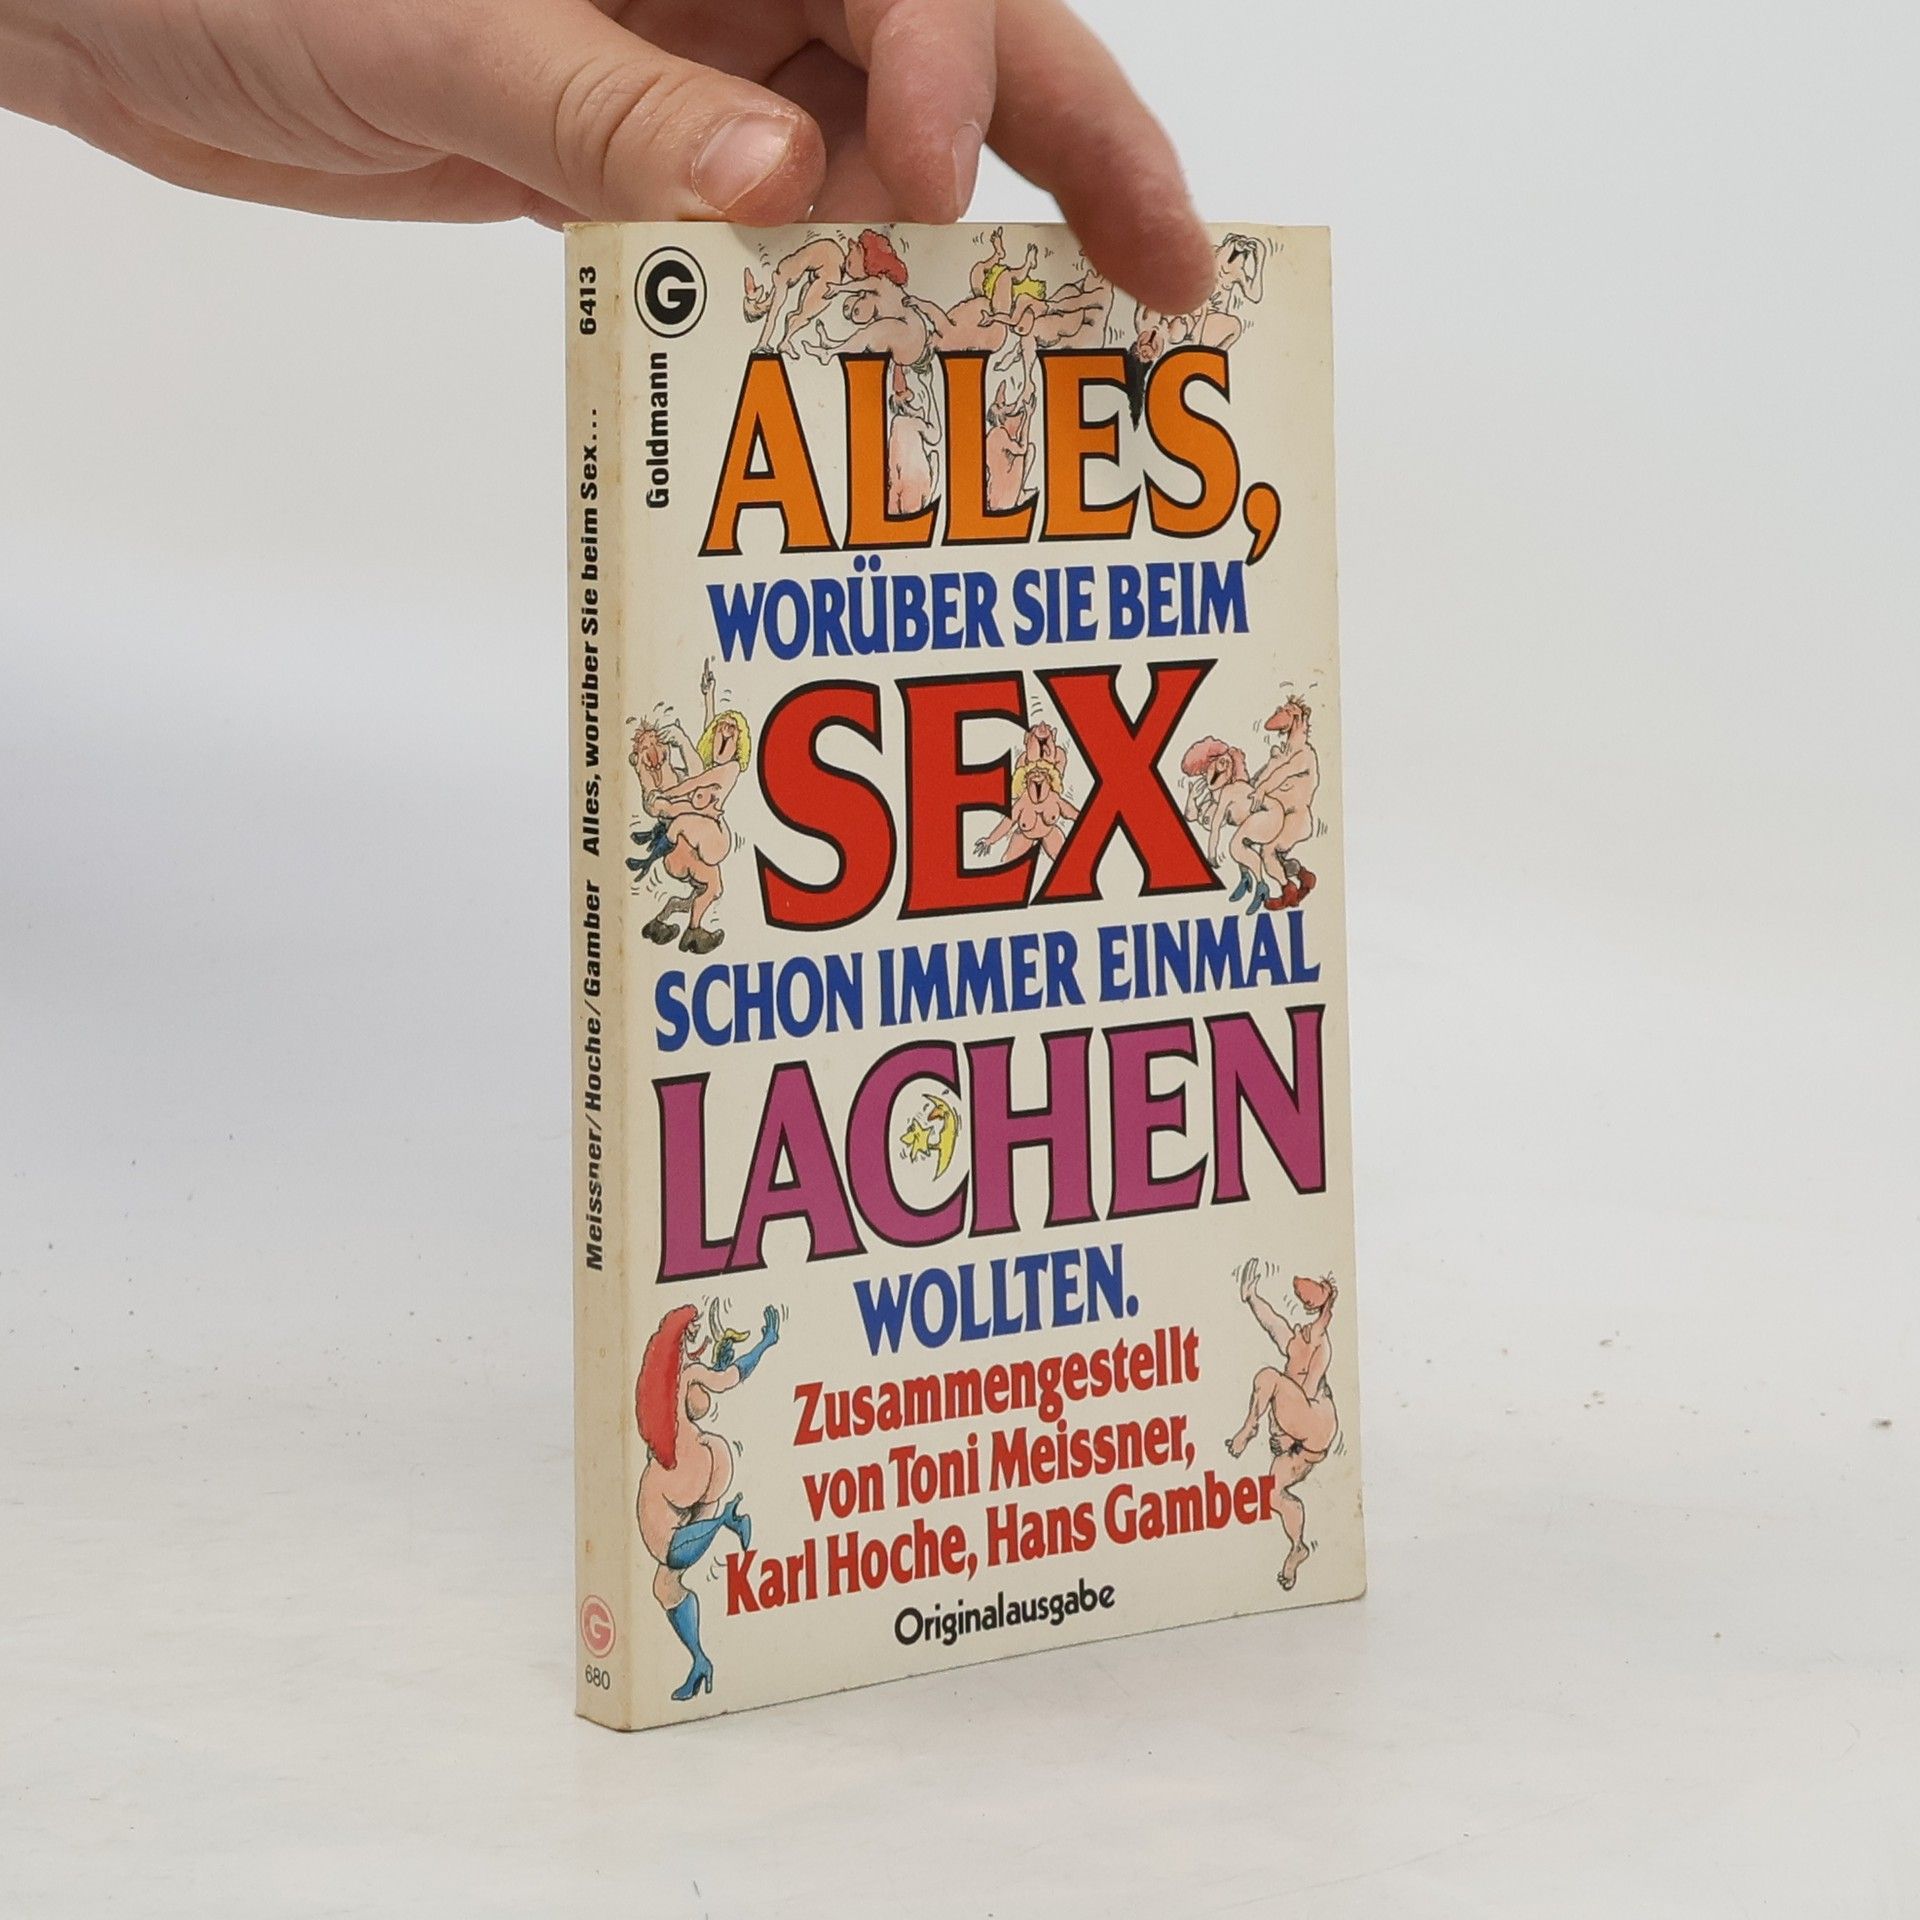 G
Goldmann
ALLES,
WORÜBER SIE BEIM
SEX
SCHON IMMER EINMAL
LACHEN
WOLLTEN.
Zusammengestellt
von Toni Meissner,
Karl Hoche, Hans Gamber
Originalausgabe
Meissner/Hoche/Gamber Alles, worüber Sie beim Sex... 6413
G
680